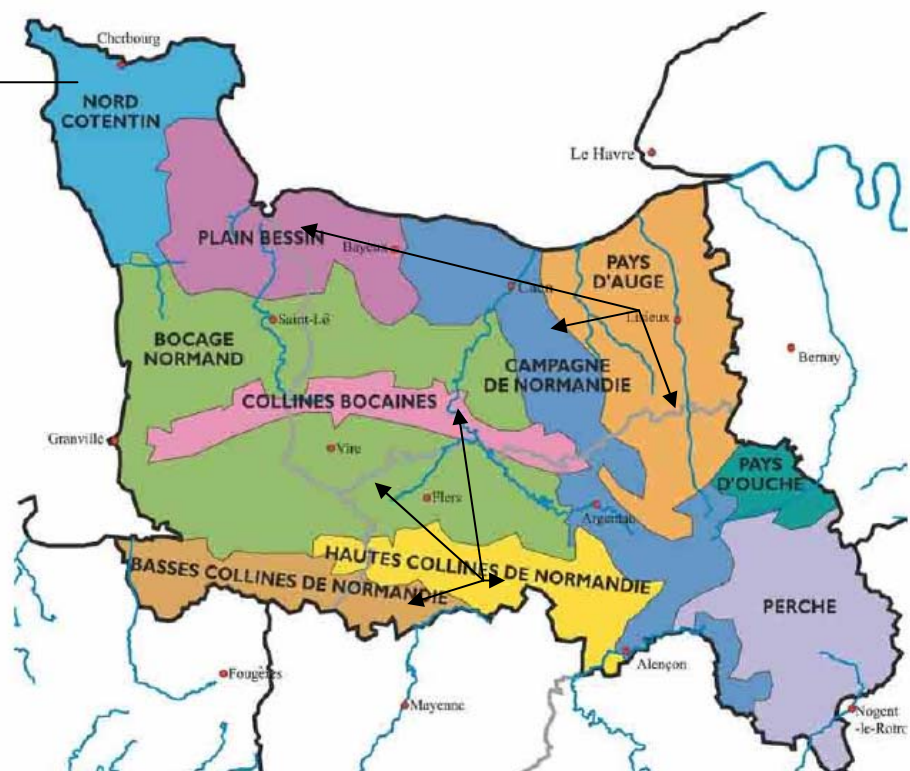 Cherbourg
NORD
COTENTIN
Le Havre
PLAIN BESSIN
Bayeux
PAYS
D'AUGE
Caen
Saint-Lô
Lisieux
BOCAGE
NORMAND
Bernay
CAMPAGNE
DE NORMANDIE
COLLINES BOCAINES
Granville
Vire
PAYS
D'OUCHE
Flers
Argentan
HAUTES COLLINES DE NORMANDIE
BASSES COLLINES DE NORMANDIE
PERCHE
Alençon
Fougères
Mayenne
Nogent
-le-Rotro